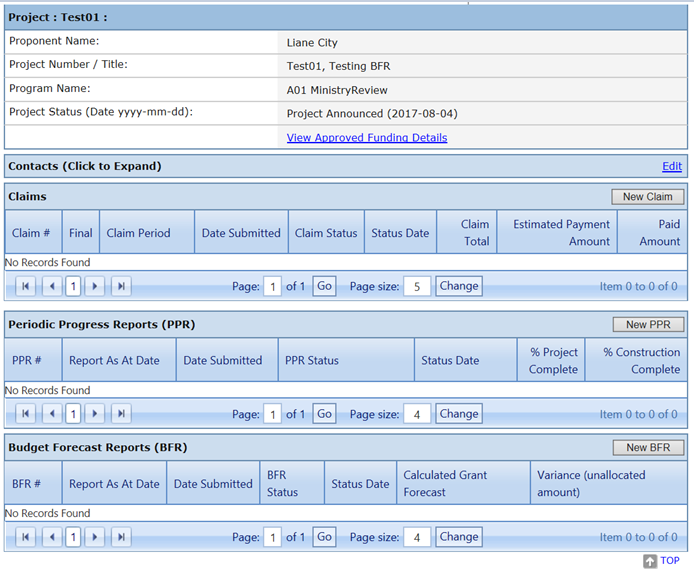 Project : Test01 :
Proponent Name: Liane City
Project Number / Title: Test01, Testing BFR
Program Name: A01 MinistryReview
Project Status (Date yyyy-mm-dd): Project Announced (2017-08-04)
View Approved Funding Details
Contacts (Click to Expand) Edit
Claims New Claim
Claim # Final Claim Period Date Submitted Claim Status Status Date Claim Total Estimated Payment Amount Paid Amount
No Records Found
1 Page: 1 of 1 Go Page size: 5 Change Item 0 to 0 of 0
Periodic Progress Reports (PPR) New PPR
PPR # Report As At Date Date Submitted PPR Status Status Date % Project Complete % Construction Complete
No Records Found
1 Page: 1 of 1 Go Page size: 4 Change Item 0 to 0 of 0
Budget Forecast Reports (BFR) New BFR
BFR # Report As At Date Date Submitted BFR Status Status Date Calculated Grant Forecast Variance (unallocated amount)
No Records Found
1 Page: 1 of 1 Go Page size: 4 Change Item 0 to 0 of 0
TOP